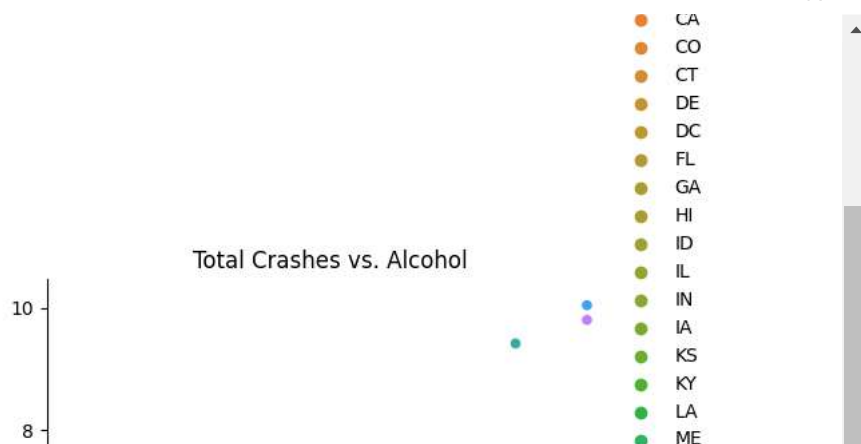 CA
CO
CT
DE
DC
FL
GA
HI
Total Crashes vs. Alcohol
ID
IL
10
IN
IA
KS
KY
LA
8
ME